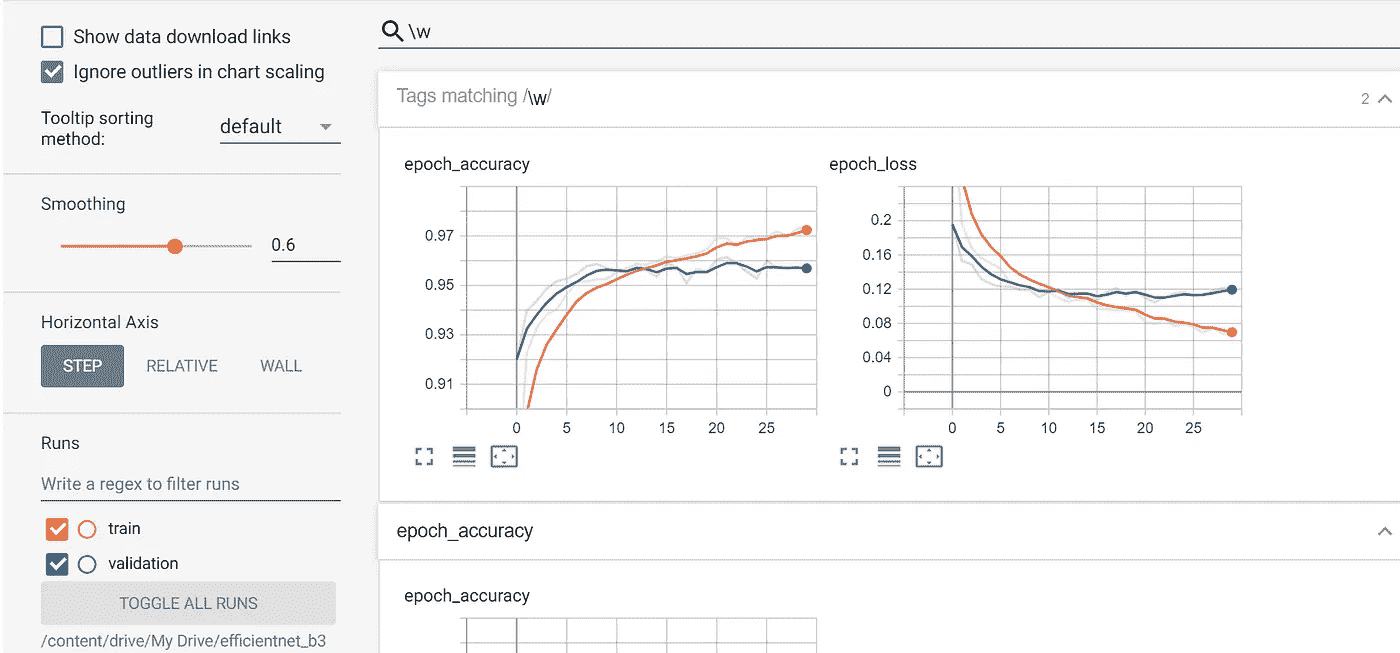 Show data download links
Ignore outliers in chart scaling
Tooltip sorting
method:
default
Smoothing
0.6
Horizontal Axis
STEP RELATIVE WALL
Runs
Write a regex to filter runs
train
validation
TOGGLE ALL RUNS
/content/drive/My Drive/efficientnet_b3
\w
Tags matching /\w/ 2
epoch_accuracy
0.97
0.95
0.93
0.91
0 5 10 15 20 25
epoch_loss
0.2
0.16
0.12
0.08
0.04
0
0 5 10 15 20 25
epoch_accuracy
epoch_accuracy